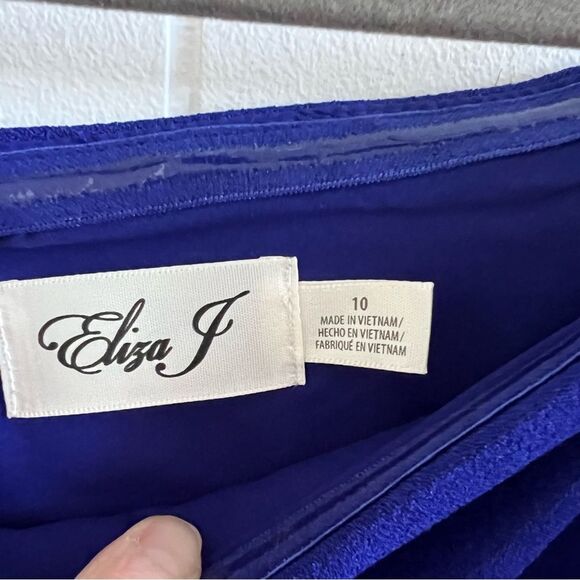 Eliza J
10
MADE IN VIETNAM/
HECHO EN VIETNAM/
FABRIQUÉ EN VIETNAM